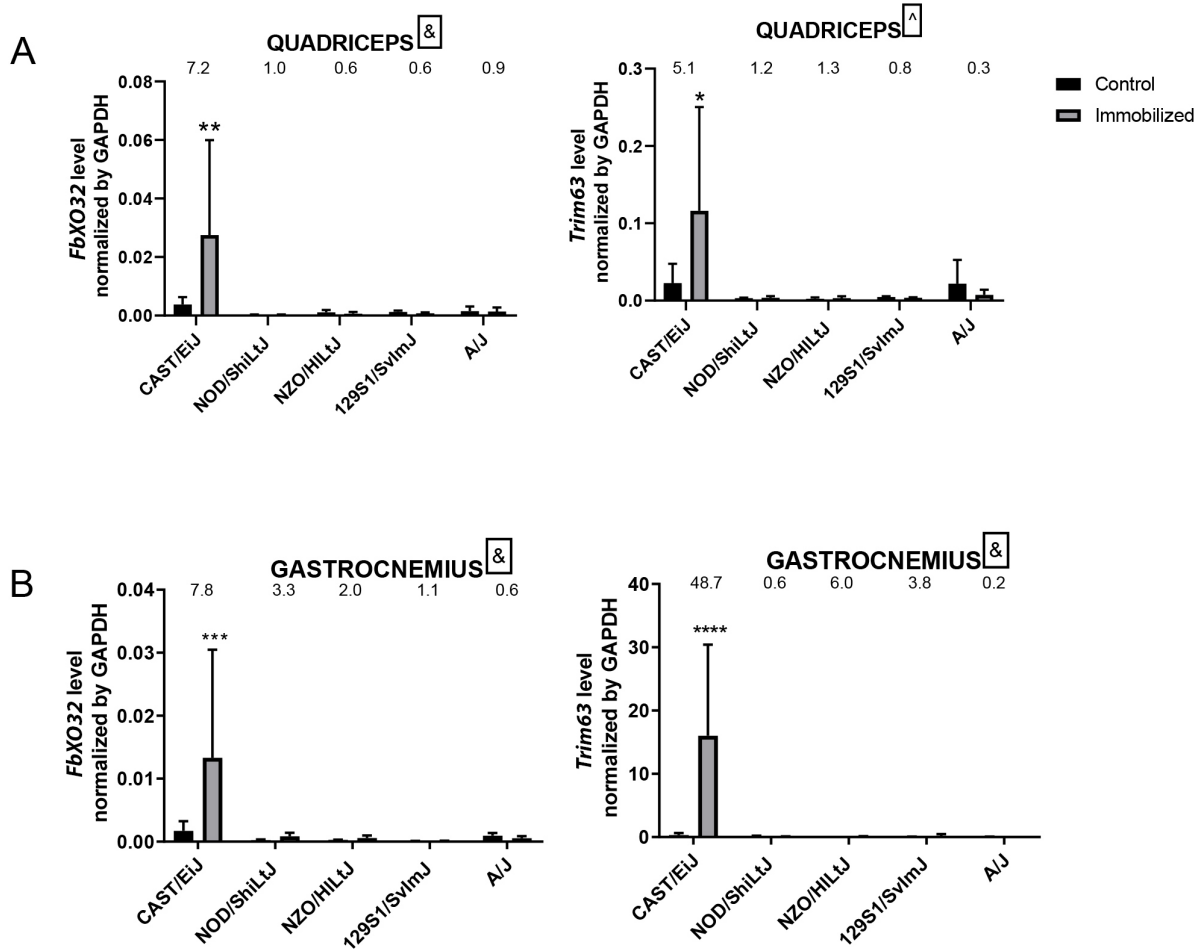 A
QUADRICEPS &
7.2 1.0 0.6 0.6 0.9
FbXO32 level
normalized by GAPDH
0.08
0.06
0.04
0.02
0.00
**
CAST/EiJ
NOD/ShiLtJ
NZO/HILtJ
129S1/SvImJ
A/J
QUADRICEPS ^
5.1 1.2 1.3 0.8 0.3
Trim63 level
normalized by GAPDH
0.3
0.2
0.1
0.0
*
CAST/EiJ
NOD/ShiLtJ
NZO/HILtJ
129S1/SvImJ
A/J
Control
Immobilized
B
GASTROCNEMIUS &
7.8 3.3 2.0 1.1 0.6
FbXO32 level
normalized by GAPDH
0.04
0.03
0.02
0.01
0.00
***
CAST/EiJ
NOD/ShiLtJ
NZO/HILtJ
129S1/SvImJ
A/J
GASTROCNEMIUS &
48.7 0.6 6.0 3.8 0.2
Trim63 level
normalized by GAPDH
40
30
20
10
0
****
CAST/EiJ
NOD/ShiLtJ
NZO/HILtJ
129S1/SvImJ
A/J